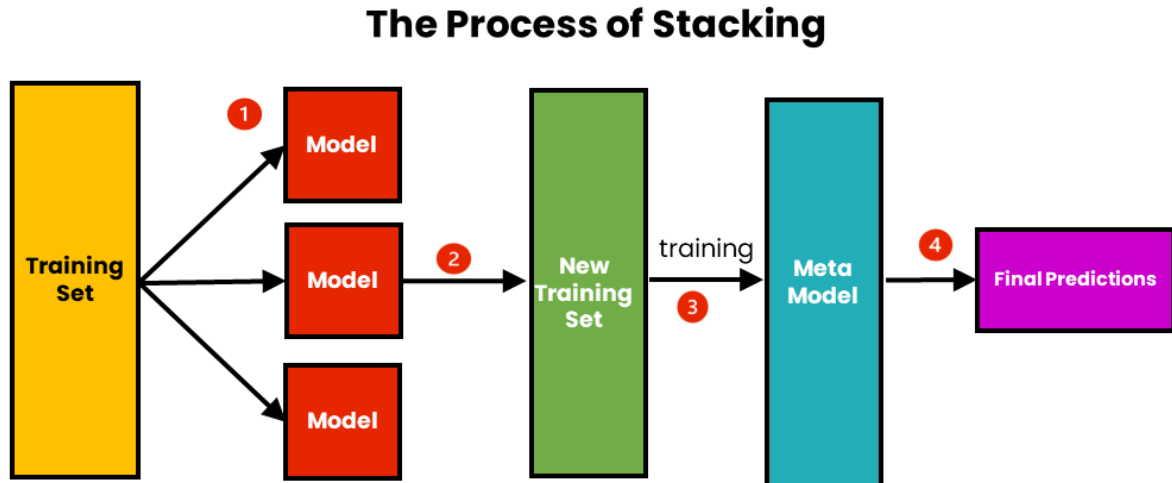 The Process of Stacking
1
Model
Training
Set
Model
2
New
Training
Set
training
3
Meta
Model
4
Final Predictions
Model